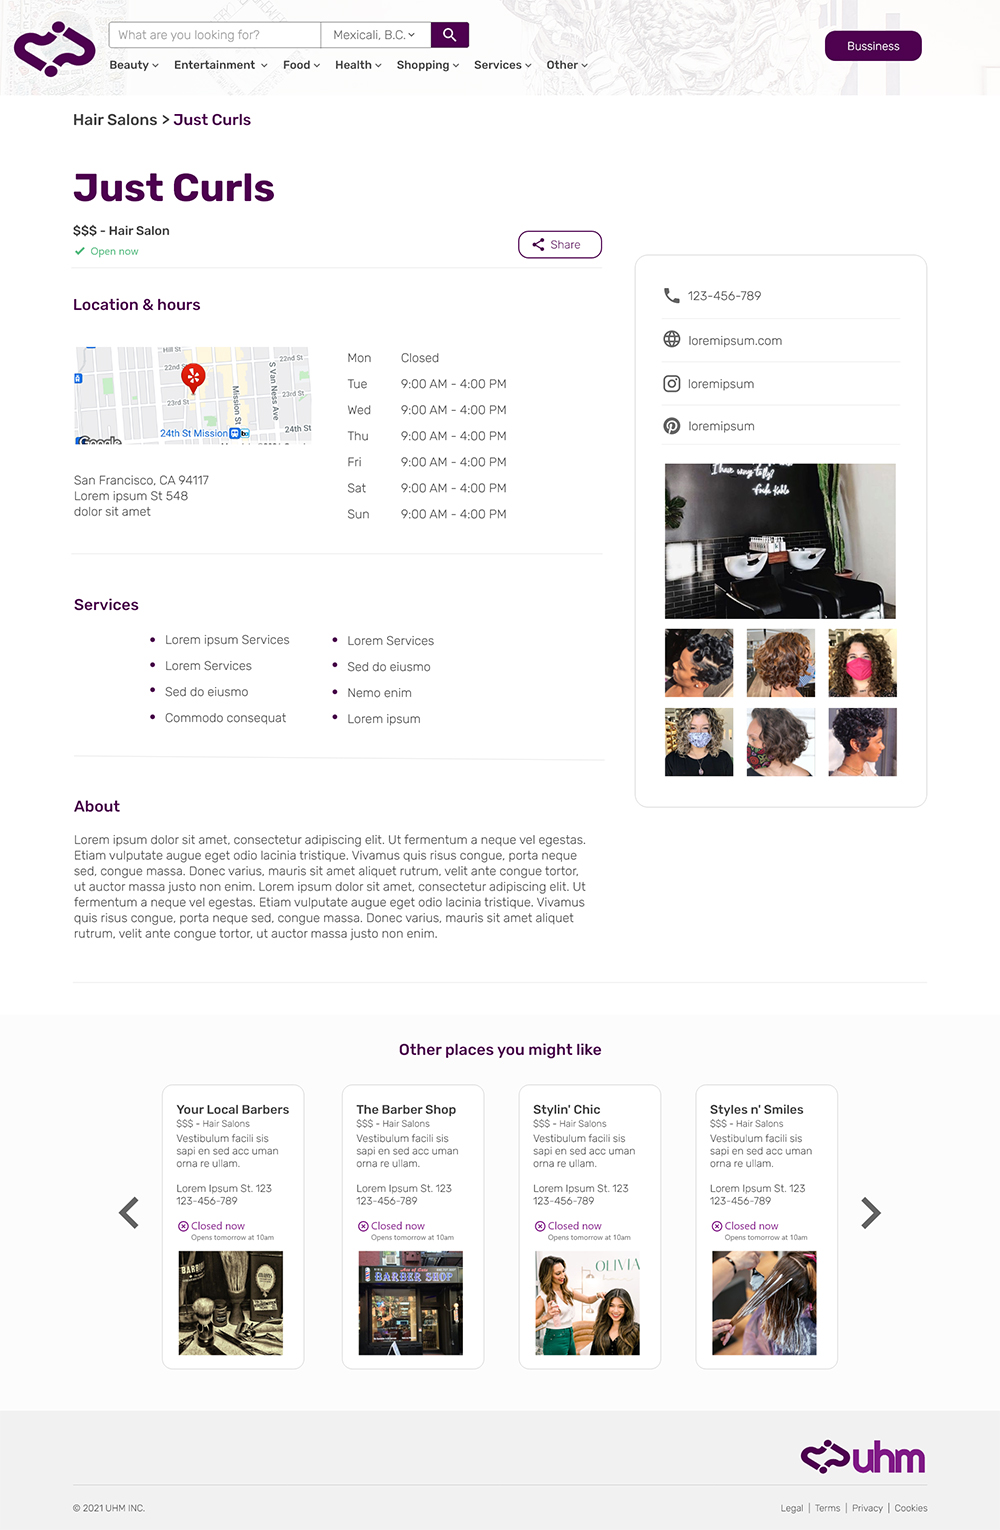 What are you looking for?
Mexicali, B.C.
Bussiness
Beauty Entertainment Food Health Shopping Services Other
Hair Salons > Just Curls
Just Curls
$$$ - Hair Salon
Open now
Share
Location & hours
Hill St
22nd St
22nd
S Van Ness Ave
Mission St
23rd St
23rd St
24th St
24th St Mission
Google
San Francisco, CA 94117
Lorem ipsum St 548
dolor sit amet
Mon Closed
Tue 9:00 AM - 4:00 PM
Wed 9:00 AM - 4:00 PM
Thu 9:00 AM - 4:00 PM
Fri 9:00 AM - 4:00 PM
Sat 9:00 AM - 4:00 PM
Sun 9:00 AM - 4:00 PM
123-456-789
loremipsum.com
loremipsum
loremipsum
I have wings
to fly?
Frida Kahlo
Services
Lorem ipsum Services
Lorem Services
Sed do eiusmo
Commodo consequat
Lorem Services
Sed do eiusmo
Nemo enim
Lorem ipsum
About
Lorem ipsum dolor sit amet, consectetur adipiscing elit. Ut fermentum a neque vel egestas.
Etiam vulputate augue eget odio lacinia tristique. Vivamus quis risus congue, porta neque
sed, congue massa. Donec varius, mauris sit amet aliquet rutrum, velit ante congue tortor,
ut auctor massa justo non enim. Lorem ipsum dolor sit amet, consectetur adipiscing elit. Ut
fermentum a neque vel egestas. Etiam vulputate augue eget odio lacinia tristique. Vivamus
quis risus congue, porta neque sed, congue massa. Donec varius, mauris sit amet aliquet
rutrum, velit ante congue tortor, ut auctor massa justo non enim.
Other places you might like
Your Local Barbers
$$$ - Hair Salons
Vestibulum facili sis
sapi en sed acc uman
orna re ullam.
Lorem Ipsum St. 123
123-456-789
Closed now
Opens tomorrow at 10am
The Barber Shop
$$$ - Hair Salons
Vestibulum facili sis
sapi en sed acc uman
orna re ullam.
Lorem Ipsum St. 123
123-456-789
Closed now
Opens tomorrow at 10am
BARBER SHOP
Stylin' Chic
$$$ - Hair Salons
Vestibulum facili sis
sapi en sed acc uman
orna re ullam.
Lorem Ipsum St. 123
123-456-789
Closed now
Opens tomorrow at 10am
OLIVIA
Styles n' Smiles
$$$ - Hair Salons
Vestibulum facili sis
sapi en sed acc uman
orna re ullam.
Lorem Ipsum St. 123
123-456-789
Closed now
Opens tomorrow at 10am
uhm
© 2021 UHM INC.
Legal | Terms | Privacy | Cookies